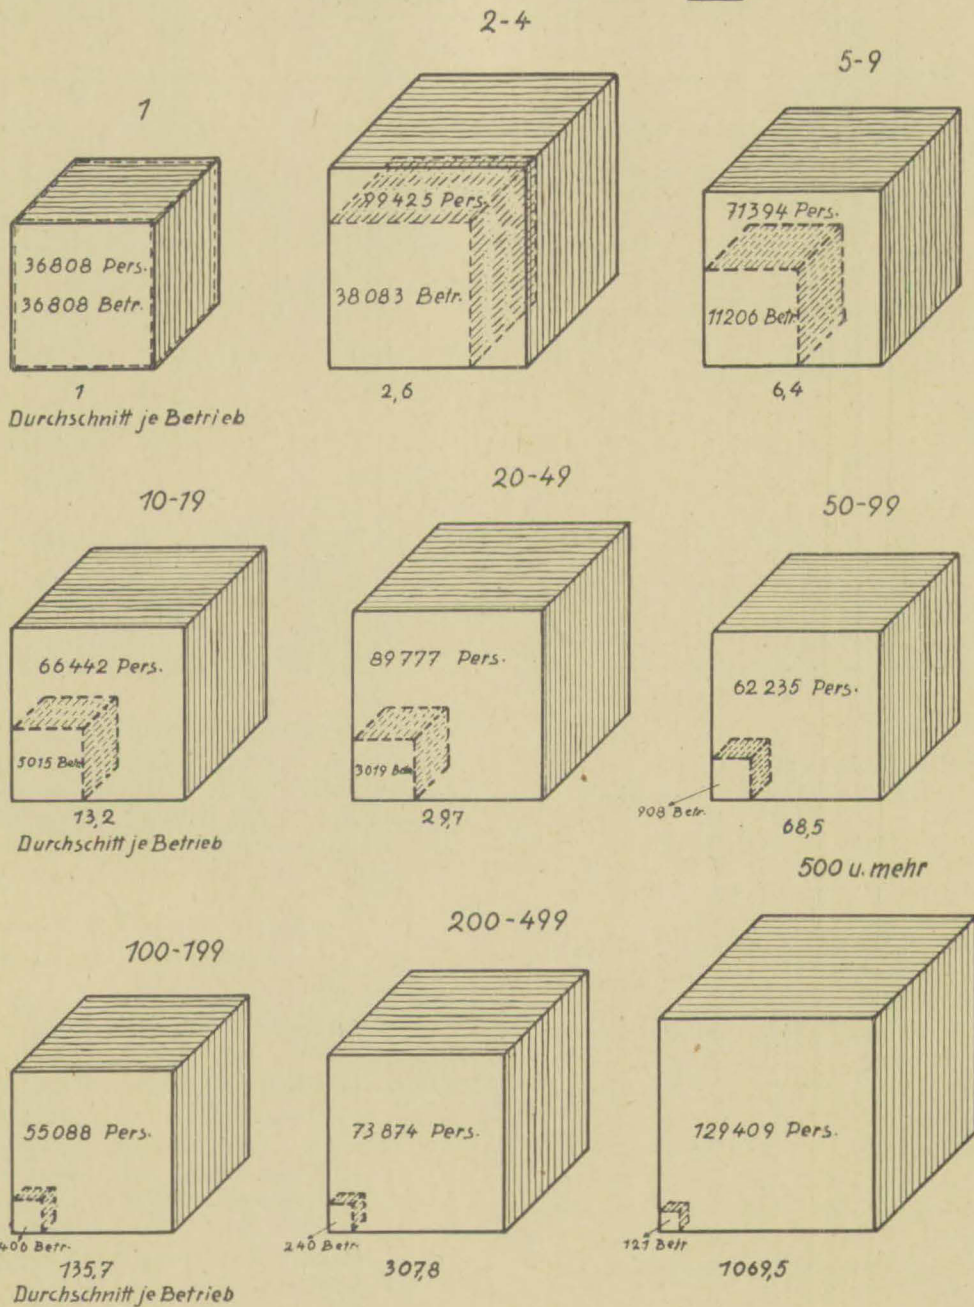 1
36808 Pers.
36808 Betr.
1
Durchschnitt je Betrieb
2-4
99425 Pers.
38083 Betr.
2,6
5-9
71394 Pers.
11206 Betr.
6,4
10-19
66442 Pers.
5015 Betr.
13,2
Durchschitt je Betrieb
20-49
89777 Pers.
3019 Betr.
29,7
50-99
62235 Pers.
908 Betr.
68,5
100-199
55088 Pers.
406 Betr.
135,7
Durchschnitt je Betrieb
200-499
73874 Pers.
240 Betr.
307,8
500 u. mehr
129409 Pers.
121 Betr
1069,5